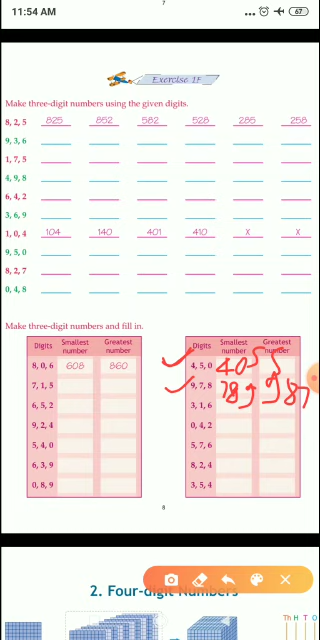 7
11:54 AM
67
Exercise 1F
Make three-digit numbers using the given digits.
8, 2, 5 825 852 582 528 285 258
9, 3, 6
1, 7, 5
4, 9, 8
6, 4, 2
3, 6, 9
1, 0, 4 104 140 401 410 X X
9, 5, 0
8, 2, 7
0, 4, 8
Make three-digit numbers and fill in.
Digits Smallest number Greatest number
8, 0, 6 608 860
7, 1, 5
6, 5, 2
9, 2, 4
5, 4, 0
6, 3, 9
0, 8, 9
Digits Smallest number Greatest number
4, 5, 0 405
9, 7, 8 789 987
3, 1, 6
0, 4, 2
5, 7, 6
8, 2, 4
3, 5, 4
8
2. Four-digit Numbers
Th H T O